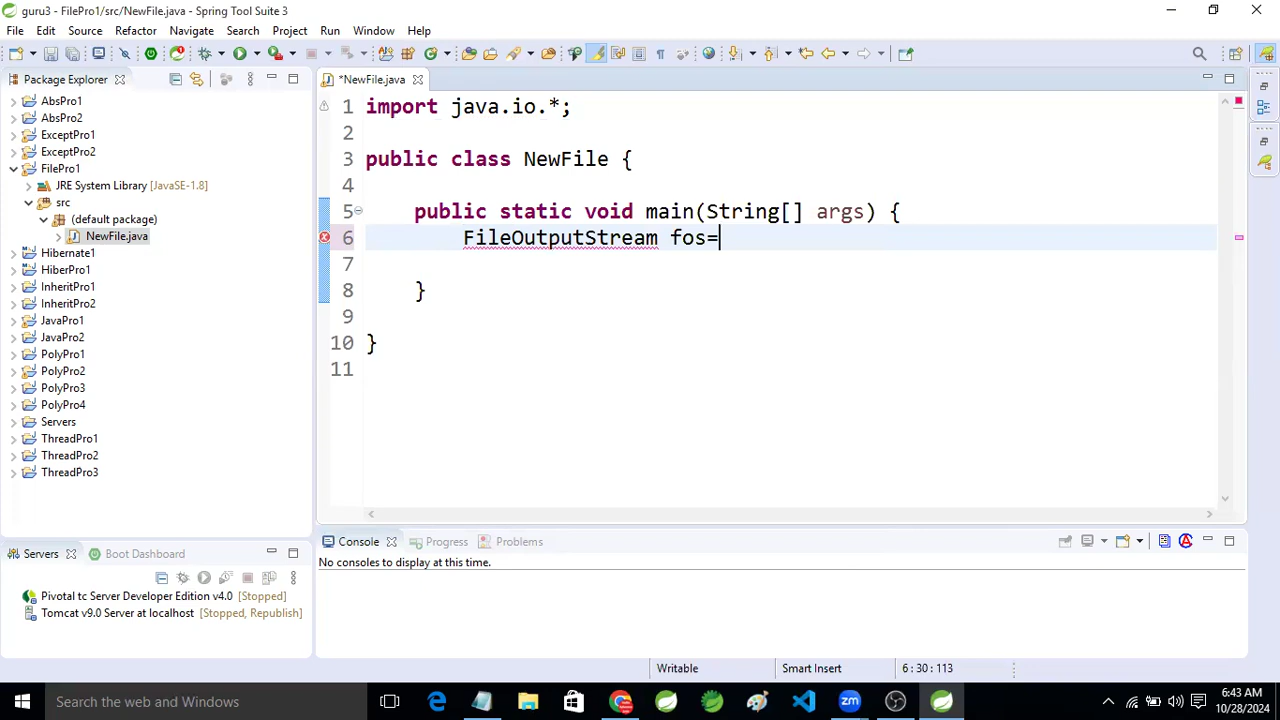 guru3 - FilePro1/src/NewFile.java - Spring Tool Suite 3
File Edit Source Refactor Navigate Search Project Run Window Help
Package Explorer
*NewFile.java
AbsPro1
AbsPro2
ExceptPro1
ExceptPro2
FilePro1
JRE System Library [JavaSE-1.8]
src
(default package)
NewFile.java
Hibernate1
HiberPro1
InheritPro1
InheritPro2
JavaPro1
JavaPro2
PolyPro1
PolyPro2
PolyPro3
PolyPro4
Servers
ThreadPro1
ThreadPro2
ThreadPro3
1 import java.io.*;
2
3 public class NewFile {
4
5 public static void main(String[] args) {
6 FileOutputStream fos=
7
8 }
9
10 }
11
Servers Boot Dashboard
Pivotal tc Server Developer Edition v4.0 [Stopped]
Tomcat v9.0 Server at localhost [Stopped, Republish]
Console Progress Problems
No consoles to display at this time.
Writable Smart Insert 6 : 30 : 113
Search the web and Windows
6:43 AM
10/28/2024